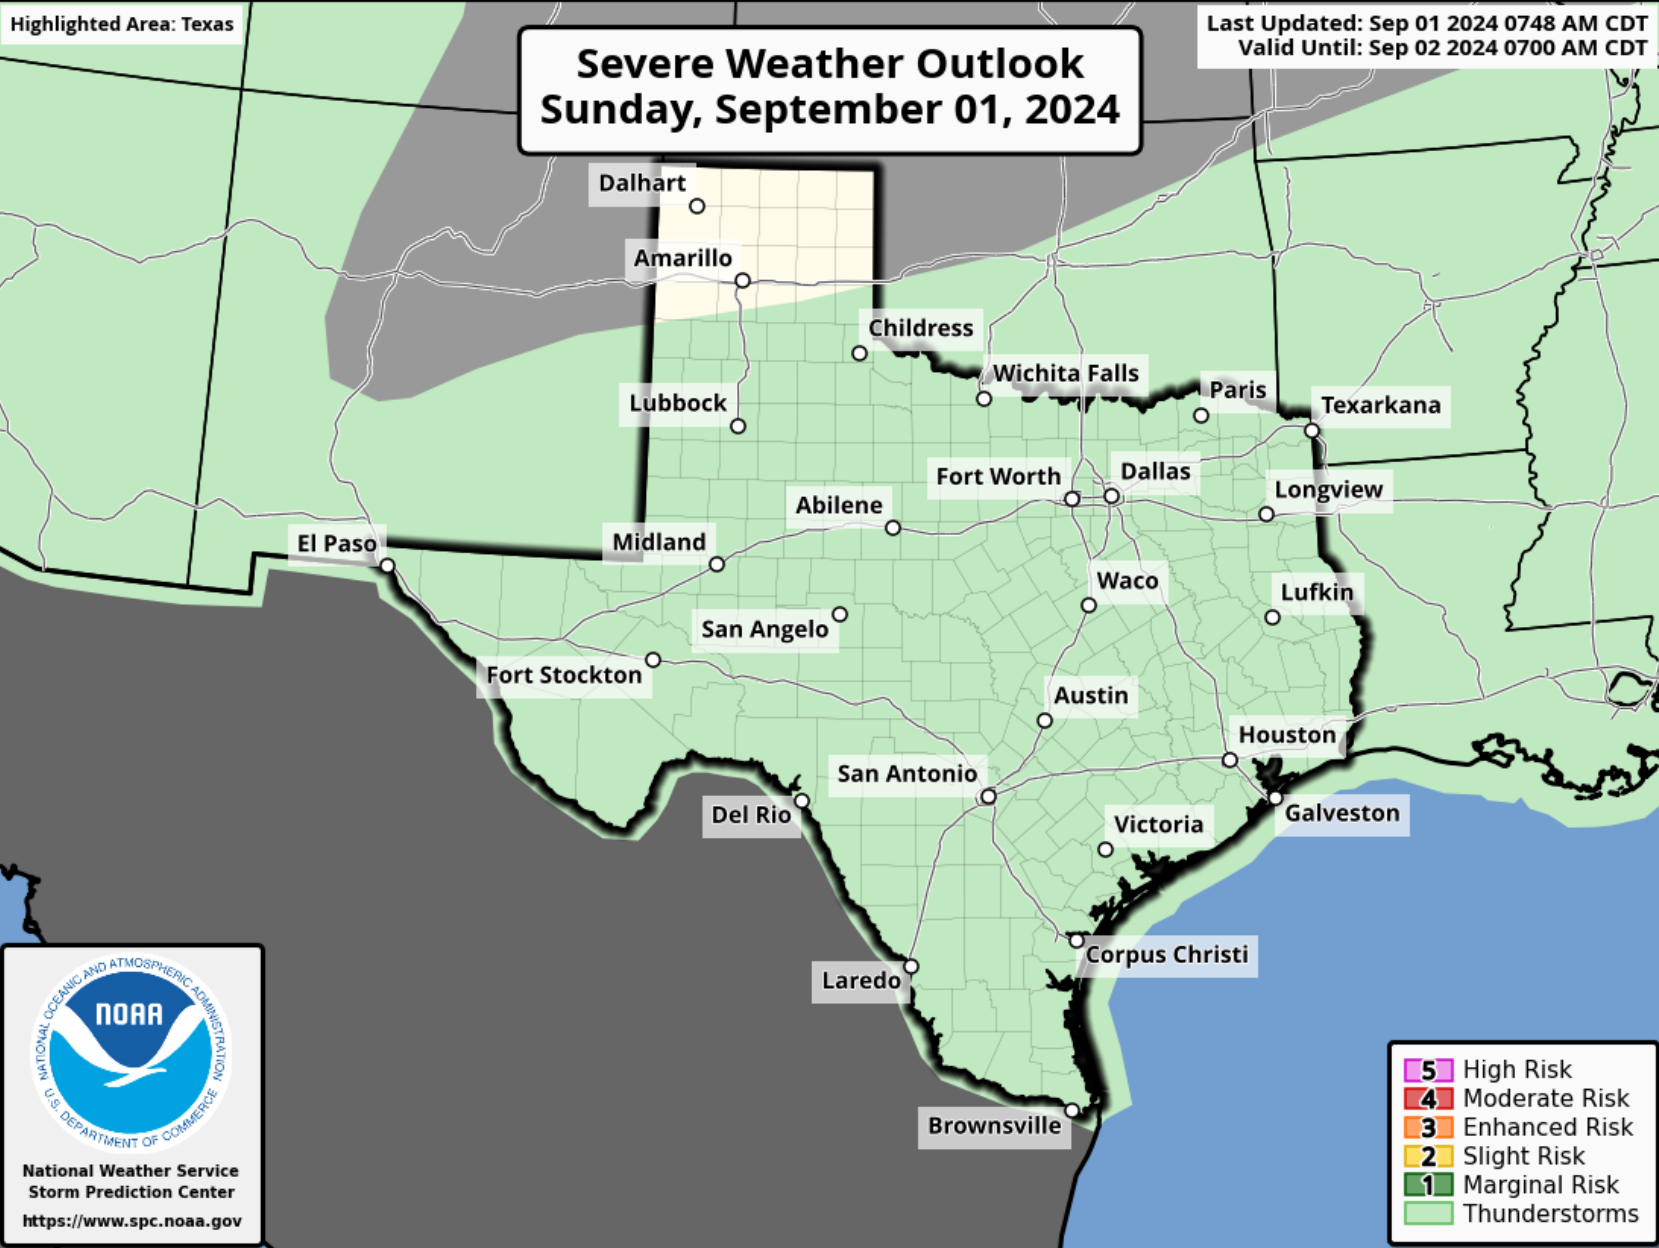 Highlighted Area: Texas
Last Updated: Sep 01 2024 0748 AM CDT
Valid Until: Sep 02 2024 0700 AM CDT
Severe Weather Outlook
Sunday, September 01, 2024
Dalhart
Amarillo
Childress
Wichita Falls
Paris
Texarkana
Lubbock
Fort Worth
Dallas
Longview
Abilene
El Paso
Midland
Waco
Lufkin
San Angelo
Fort Stockton
Austin
Houston
San Antonio
Del Rio
Galveston
Victoria
Corpus Christi
Laredo
Brownsville
NATIONAL OCEANIC AND ATMOSPHERIC ADMINISTRATION
NOAA
U.S. DEPARTMENT OF COMMERCE
National Weather Service
Storm Prediction Center
https://www.spc.noaa.gov
5 High Risk
4 Moderate Risk
3 Enhanced Risk
2 Slight Risk
1 Marginal Risk
Thunderstorms